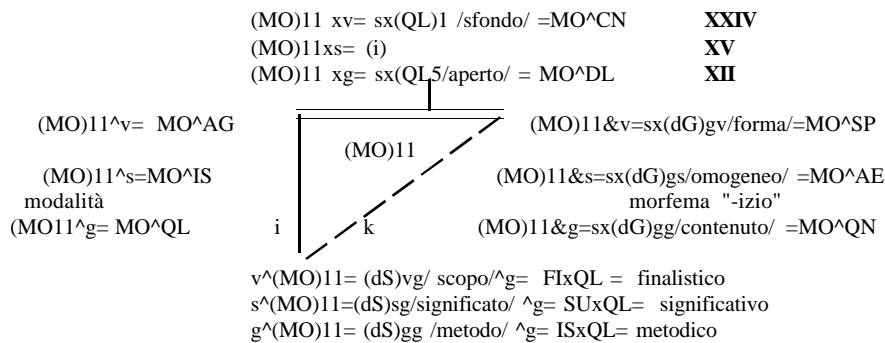 (MO)11 xv= sx(QL)1 /sfondo/ =MO^CN XXIV
(MO)11xs= (i) XV
(MO)11 xg= sx(QL5/aperto/ = MO^DL XII
(MO)11^v= MO^AG (MO)11&v=sx(dG)gv/forma/=MO^SP
(MO)11
(MO)11^s=MO^IS (MO)11&s=sx(dG)gs/omogeneo/ =MO^AE
modalità morfema "-izio"
(MO11^g= MO^QL i k (MO)11&g=sx(dG)gg/contenuto/ =MO^QN
v^(MO)11= (dS)vg/ scopo/^g= FIxQL = finalistico
s^(MO)11=(dS)sg/significato/ ^g= SUxQL= significativo
g^(MO)11= (dS)gg /metodo/ ^g= ISxQL= metodico